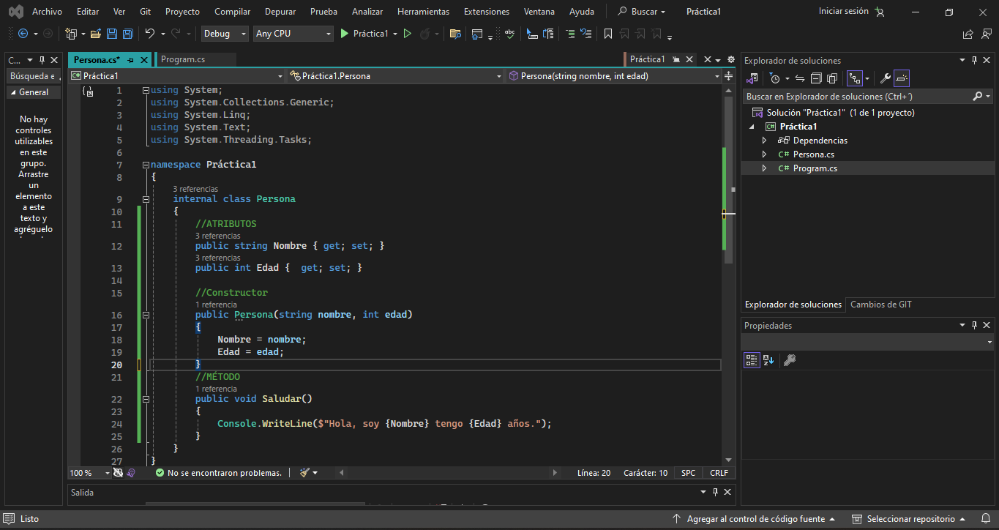 Archivo Editar Ver Git Proyecto Compilar Depurar Prueba Analizar Herramientas Extensiones Ventana Ayuda Buscar Práctica1 Iniciar sesión
Debug Any CPU Práctica1
C...
Búsqueda e
General
No hay
controles
utilizables
en este
grupo.
Arrastre
un
elemento
a este
texto y
agréguelo
Persona.cs* Program.cs Práctica1
C# Práctica1 Práctica1.Persona Persona(string nombre, int edad)
1 using System;
2 using System.Collections.Generic;
3 using System.Linq;
4 using System.Text;
5 using System.Threading.Tasks;
6
7 namespace Práctica1
8 {
3 referencias
9 internal class Persona
10 {
11 //ATRIBUTOS
3 referencias
12 public string Nombre { get; set; }
3 referencias
13 public int Edad {  get; set; }
14
15 //Constructor
1 referencia
16 public Persona(string nombre, int edad)
17 {
18 Nombre = nombre;
19 Edad = edad;
20 }
21 //MÉTODO
1 referencia
22 public void Saludar()
23 {
24 Console.WriteLine($"Hola, soy {Nombre} tengo {Edad} años.");
25 }
26 }
27 }
100 % No se encontraron problemas. Línea: 20 Carácter: 10 SPC CRLF
Salida
Explorador de soluciones
Buscar en Explorador de soluciones (Ctrl+´)
Solución "Práctica1" (1 de 1 proyecto)
C# Práctica1
Dependencias
C# Persona.cs
C# Program.cs
Explorador de soluciones Cambios de GIT
Propiedades
Listo Agregar al control de código fuente Seleccionar repositorio